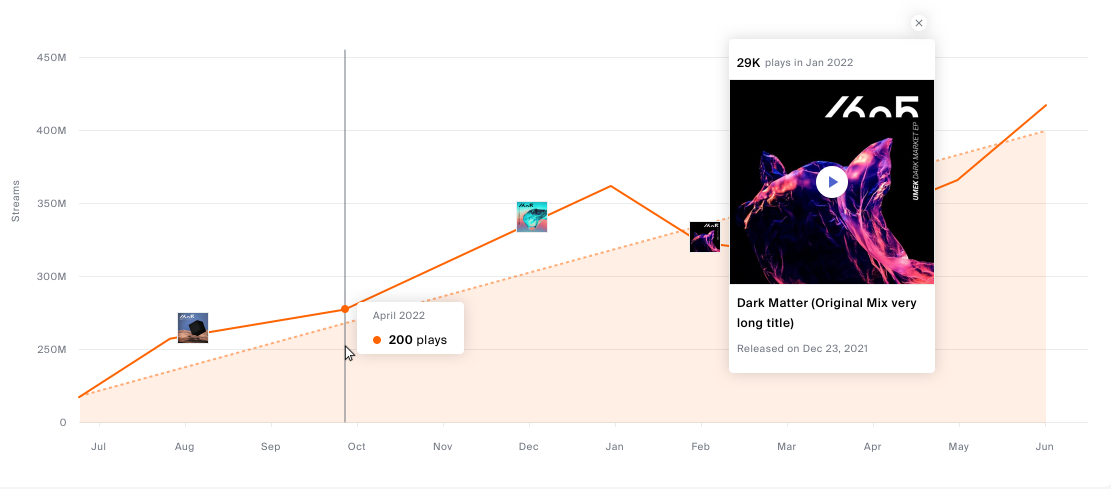 29K plays in Jan 2022
450M
400M
350M
300M
250M
0
Streams
UMEK DARK MARKET EP
April 2022
200 plays
Dark Matter (Original Mix very
long title)
Released on Dec 23, 2021
Jul Aug Sep Oct Nov Dec Jan Feb Mar Apr May Jun